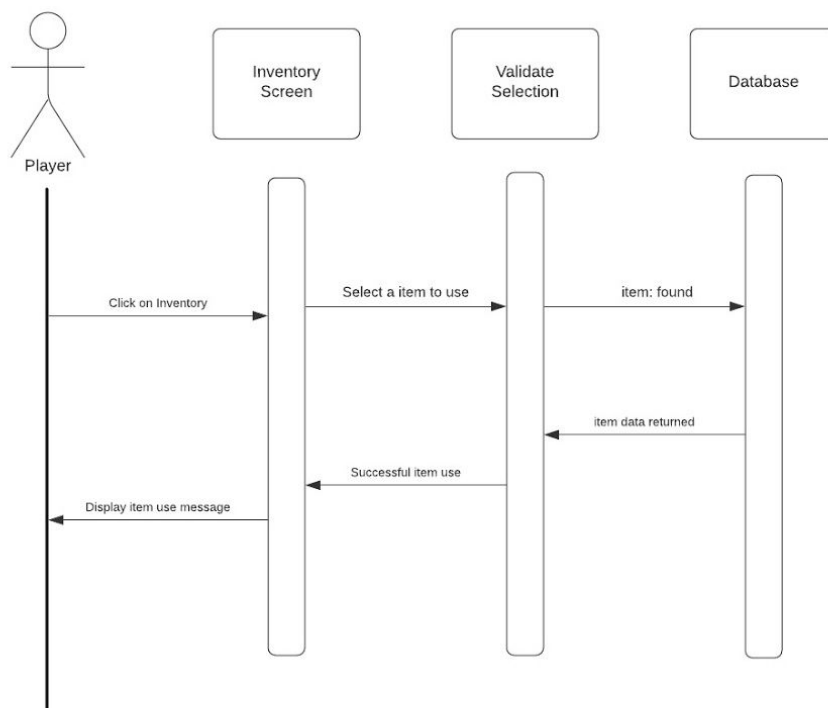 Inventory
Screen
Validate
Selection
Database
Player
Select a item to use
item: found
Click on Inventory
item data returned
Successful item use
Display item use message